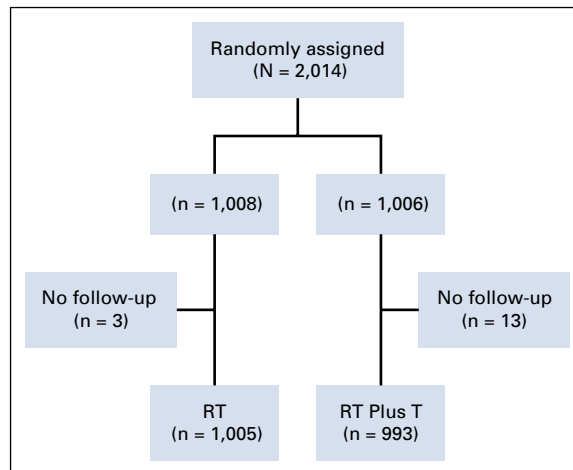 Randomly assigned
(N = 2,014)
(n = 1,008)
(n = 1,006)
No follow-up
(n = 3)
No follow-up
(n = 13)
RT
(n = 1,005)
RT Plus T
(n = 993)